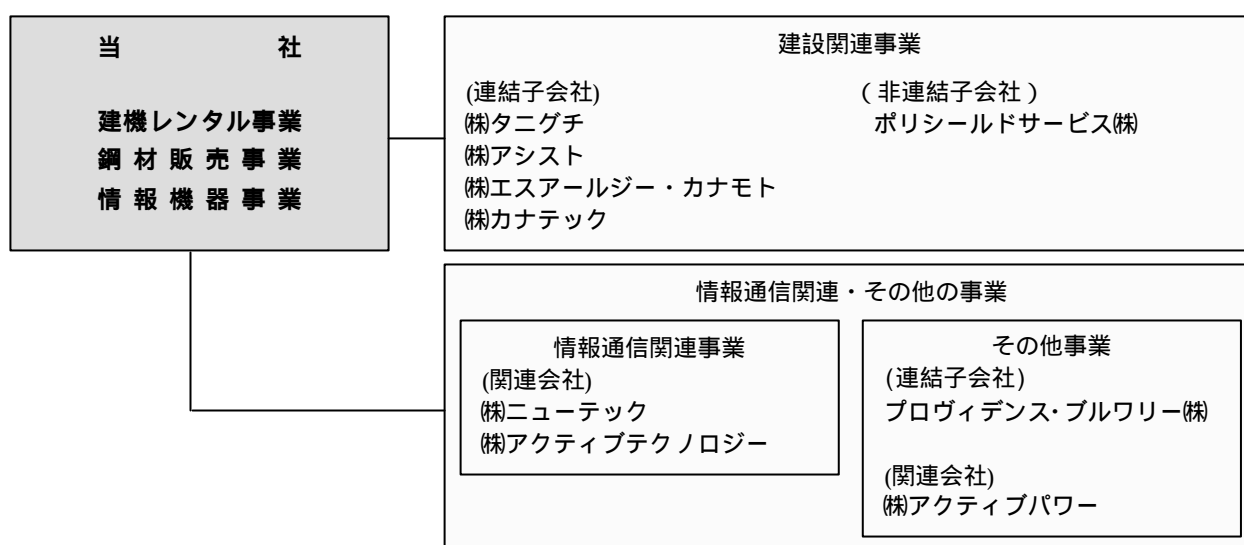 当社
建機レンタル事業
鋼材販売事業
情報機器事業
建設関連事業
(連結子会社)
㈱タニグチ
㈱アシスト
㈱エスアールジー・カナモト
㈱カナテック
(非連結子会社)
ポリシールドサービス㈱
情報通信関連・その他の事業
情報通信関連事業
(関連会社)
㈱ニューテック
㈱アクティブテクノロジー
その他事業
(連結子会社)
プロヴィデンス・ブルワリー㈱
(関連会社)
㈱アクティブパワー